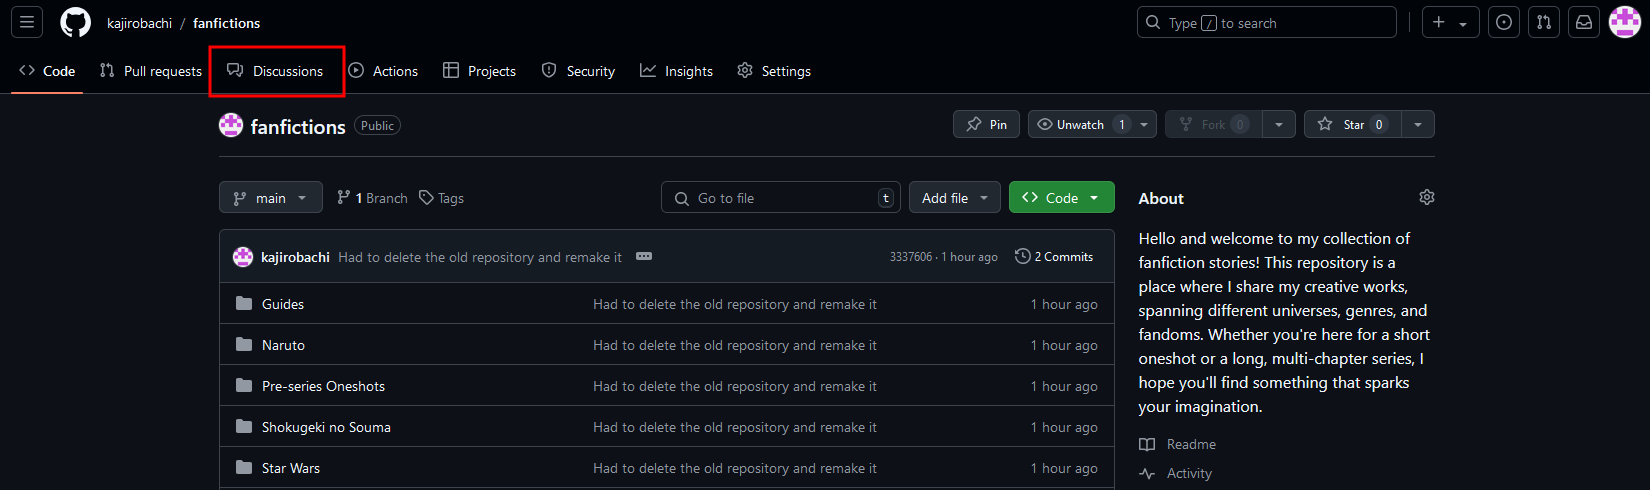 kajirobachi / fanfictions
Type / to search
Code Pull requests Discussions Actions Projects Security Insights Settings
fanfictions Public
Pin Unwatch 1 Fork 0 Star 0
main 1 Branch Tags Go to file t Add file Code
About
Hello and welcome to my collection of
fanfiction stories! This repository is a
place where I share my creative works,
spanning different universes, genres, and
fandoms. Whether you're here for a short
oneshot or a long, multi-chapter series, I
hope you'll find something that sparks
your imagination.
Readme
Activity
kajirobachi Had to delete the old repository and remake it 3337606 · 1 hour ago 2 Commits
Guides Had to delete the old repository and remake it 1 hour ago
Naruto Had to delete the old repository and remake it 1 hour ago
Pre-series Oneshots Had to delete the old repository and remake it 1 hour ago
Shokugeki no Souma Had to delete the old repository and remake it 1 hour ago
Star Wars Had to delete the old repository and remake it 1 hour ago